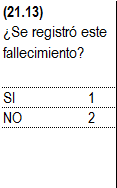 (21.13)
¿Se registró este
fallecimiento?
SI 1
NO 2